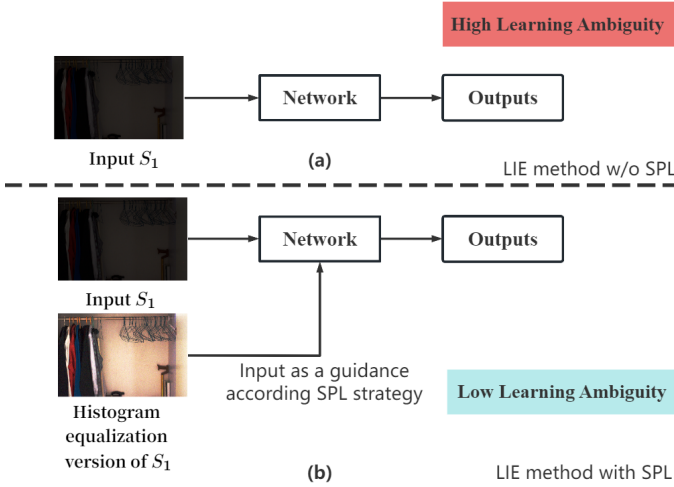 High Learning Ambiguity
Network
Outputs
Input S₁
(a)
LIE method w/o SPL
Network
Outputs
Input S₁
Input as a guidance
according SPL strategy
Low Learning Ambiguity
Histogram
equalization
version of S₁
(b)
LIE method with SPL